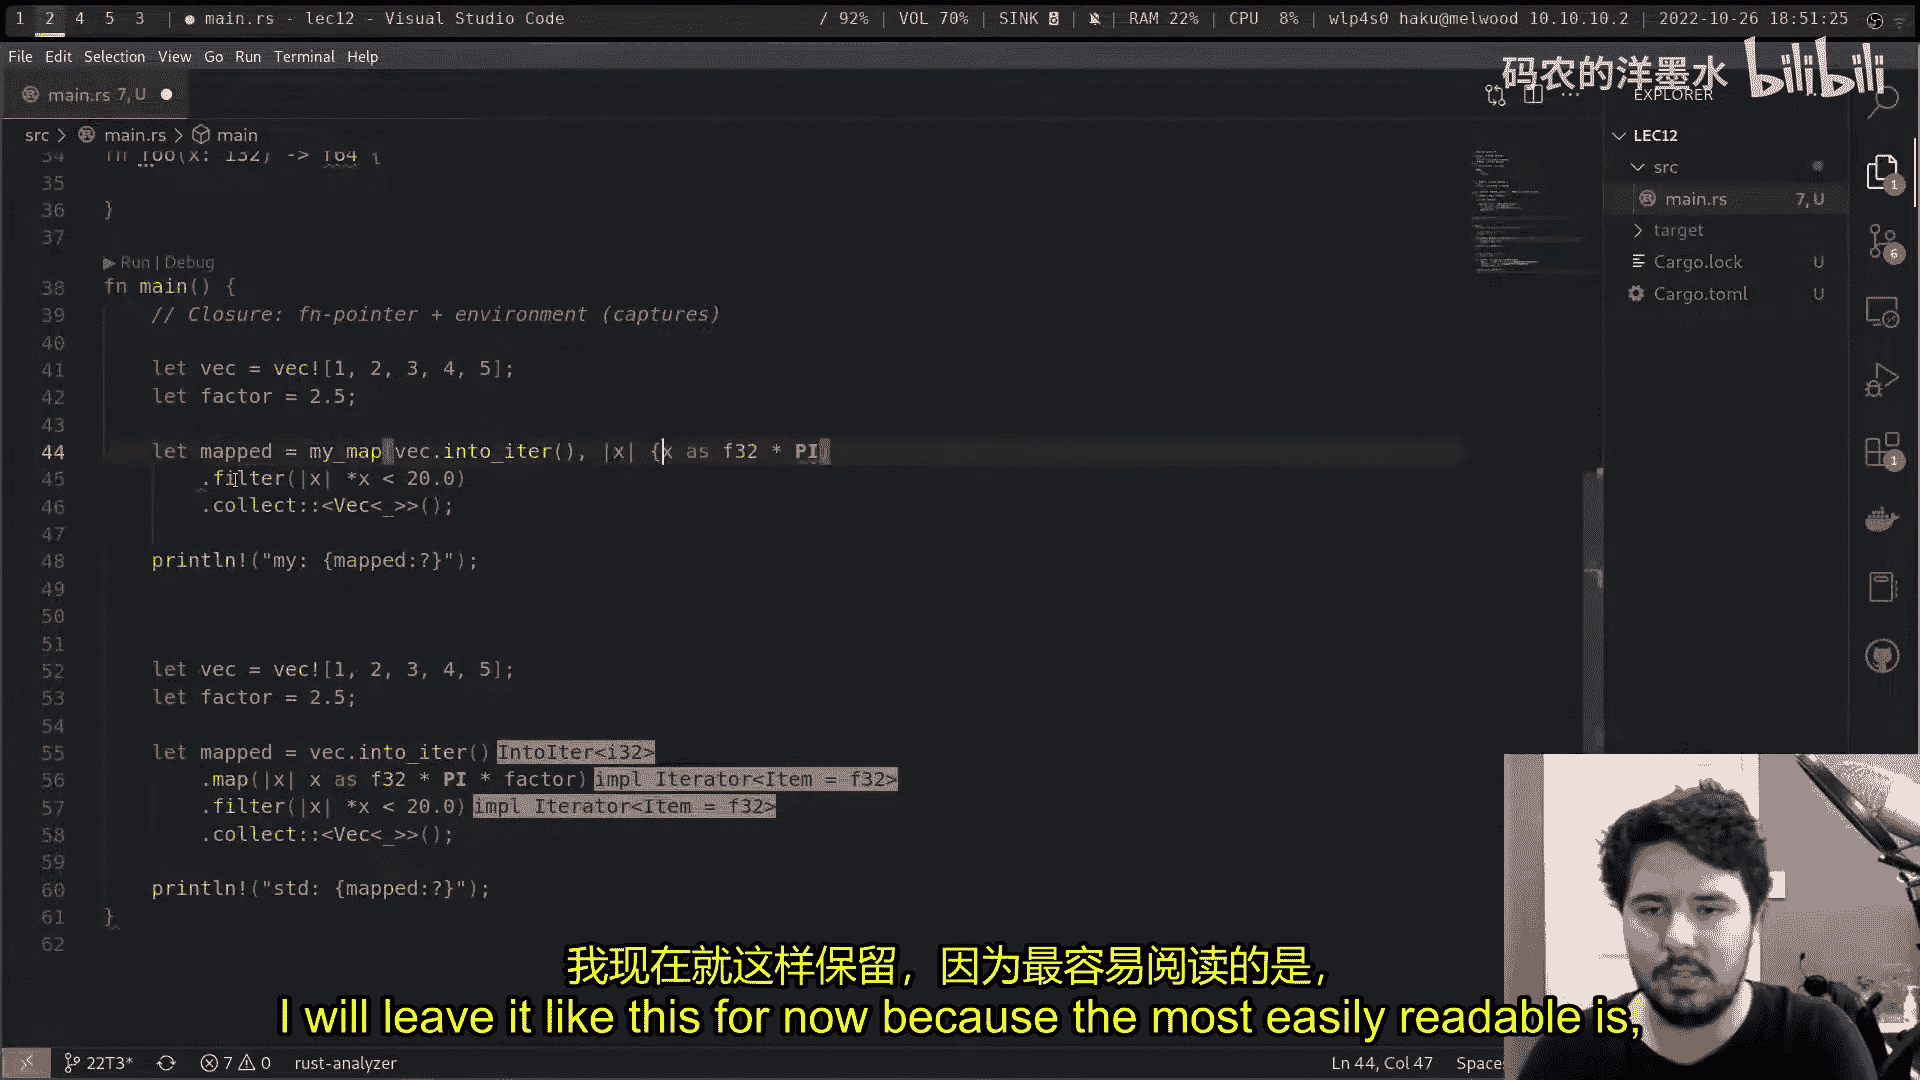 1 2 4 5 3 | ● main.rs - lec12 - Visual Studio Code
/ 92% | VOL 70% | SINK | RAM 22% | CPU 8% | wlp4s0 haku@melwood 10.10.10.2 | 2022-10-26 18:51:25
File Edit Selection View Go Run Terminal Help
码农的洋墨水 bilibili
main.rs 7, U ●
EXPLORER
src > main.rs > main
LEC12
src
main.rs 7, U
target
Cargo.lock U
Cargo.toml U
1
6
1
34 fn foo(x: i32) -> f64 {
35
36 }
37
Run | Debug
38 fn main() {
39 // Closure: fn-pointer + environment (captures)
40
41 let vec = vec![1, 2, 3, 4, 5];
42 let factor = 2.5;
43
44 let mapped = my_map(vec.into_iter(), |x| {x as f32 * PI)
45 .filter(|x| *x < 20.0)
46 .collect::<Vec<_>>();
47
48 println!("my: {mapped:?}");
49
50
51
52 let vec = vec![1, 2, 3, 4, 5];
53 let factor = 2.5;
54
55 let mapped = vec.into_iter() IntoIter<i32>
56 .map(|x| x as f32 * PI * factor) impl Iterator<Item = f32>
57 .filter(|x| *x < 20.0) impl Iterator<Item = f32>
58 .collect::<Vec<_>>();
59
60 println!("std: {mapped:?}");
61 }
62
我现在就这样保留，因为最容易阅读的是，
I will leave it like this for now because the most easily readable is,
22T3* 7 0 rust-analyzer
Ln 44, Col 47 Spaces